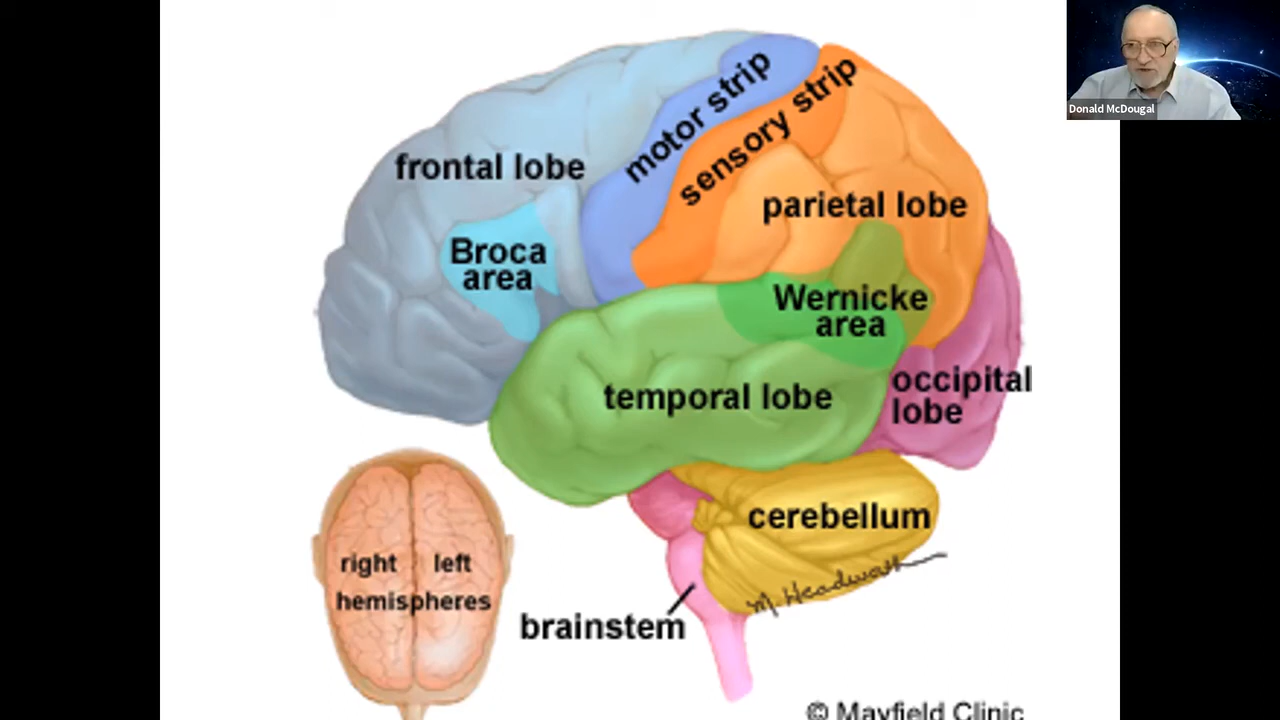 Donald McDougal
motor strip
sensory strip
frontal lobe
parietal lobe
Broca
area
Wernicke
area
temporal lobe
occipital
lobe
cerebellum
right left
hemispheres
brainstem
M. Headworth
© Mayfield Clinic